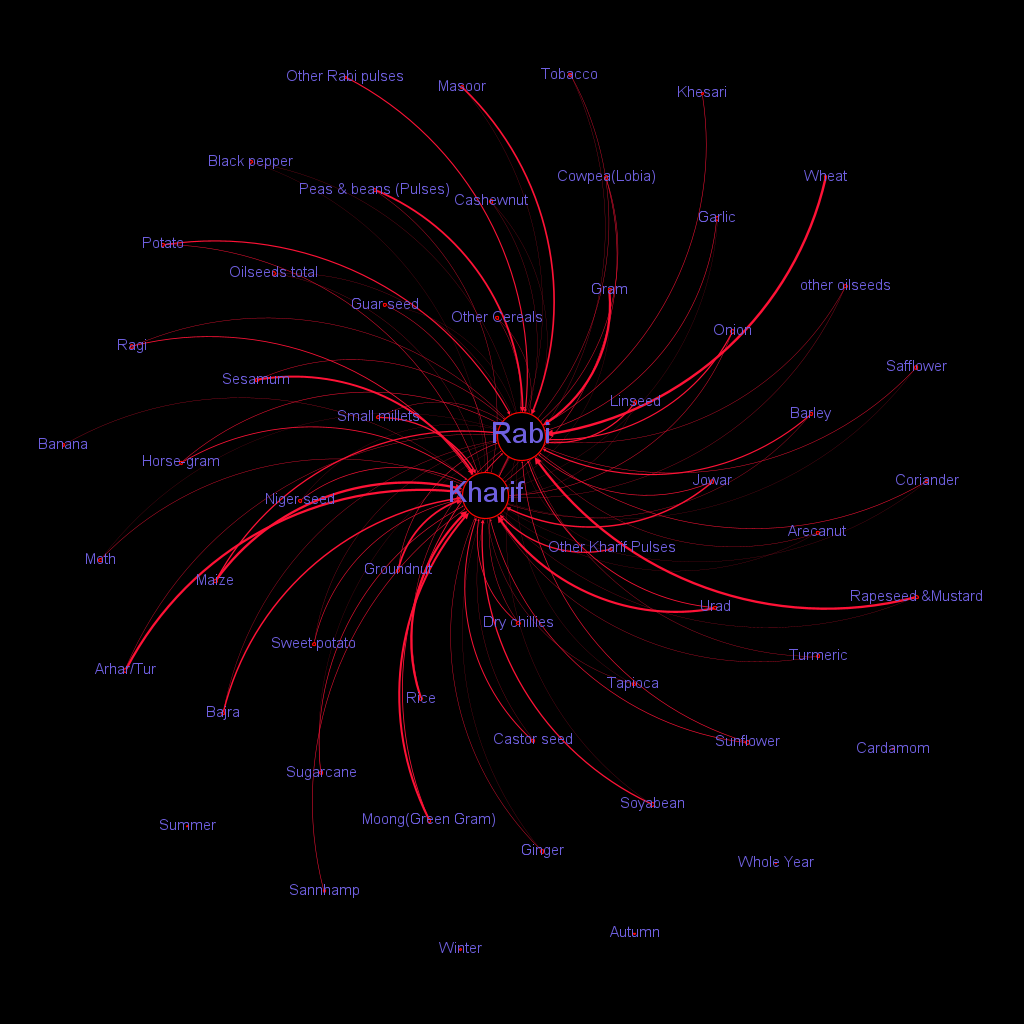 Tobacco
Other Rabi pulses
Masoor
Khesari
Black pepper
Cowpea(Lobia)
Wheat
Peas & beans (Pulses)
Cashewnut
Garlic
Potato
Oilseeds total
other oilseeds
Gram
Guar seed
Other Cereals
Onion
Ragi
Safflower
Sesamum
Linseed
Small millets
Barley
Rabi
Banana
Horse-gram
Jowar
Coriander
Kharif
Niger seed
Arecanut
Other Kharif Pulses
Moth
Groundnut
Maize
Rapeseed &Mustard
Urad
Dry chillies
Sweet potato
Turmeric
Arhar/Tur
Tapioca
Rice
Bajra
Castor seed
Sunflower
Cardamom
Sugarcane
Soyabean
Moong(Green Gram)
Summer
Ginger
Whole Year
Sannhamp
Autumn
Winter